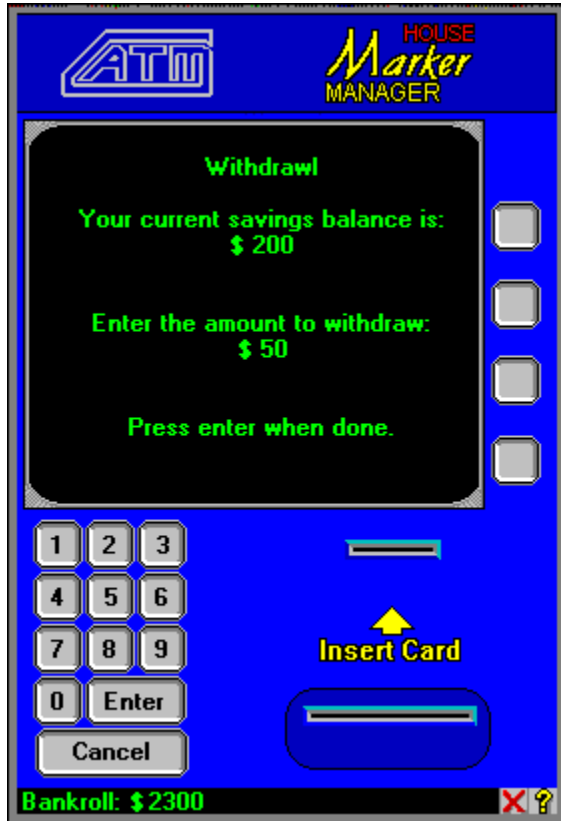 ATM
HOUSE
Marker
MANAGER
Withdrawl
Your current savings balance is:
$ 200
Enter the amount to withdraw:
$ 50
Press enter when done.
1 2 3
4 5 6
7 8 9
0 Enter
Cancel
Insert Card
Bankroll: $2300
?